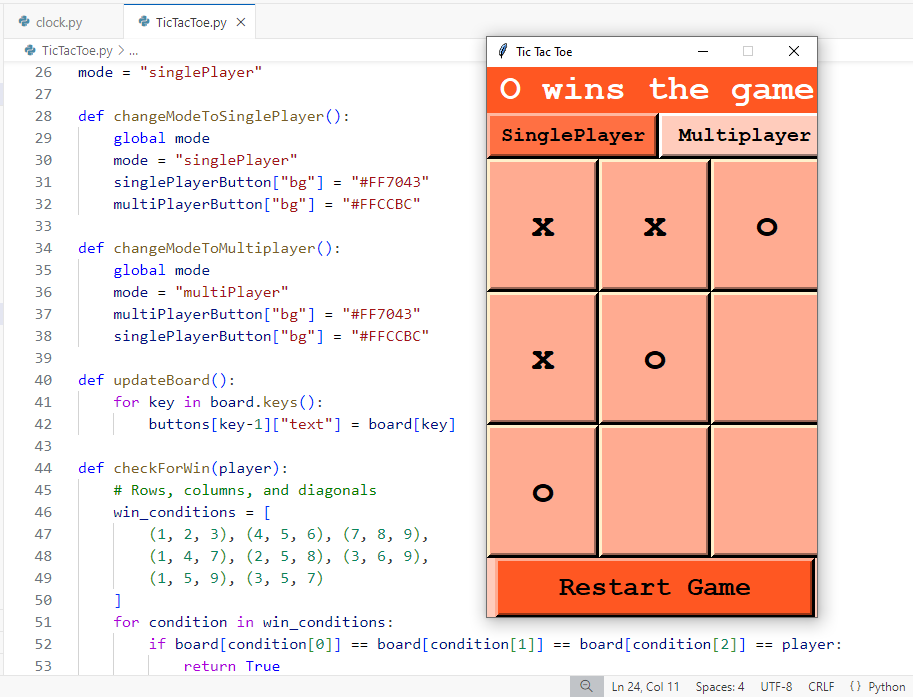 clock.py
TicTacToe.py ×
TicTacToe.py > ...
26 mode = "singlePlayer"
27
28 def changeModeToSinglePlayer():
29 global mode
30 mode = "singlePlayer"
31 singlePlayerButton["bg"] = "#FF7043"
32 multiPlayerButton["bg"] = "#FFCCBC"
33
34 def changeModeToMultiplayer():
35 global mode
36 mode = "multiPlayer"
37 multiPlayerButton["bg"] = "#FF7043"
38 singlePlayerButton["bg"] = "#FFCCBC"
39
40 def updateBoard():
41 for key in board.keys():
42 buttons[key-1]["text"] = board[key]
43
44 def checkForWin(player):
45 # Rows, columns, and diagonals
46 win_conditions = [
47 (1, 2, 3), (4, 5, 6), (7, 8, 9),
48 (1, 4, 7), (2, 5, 8), (3, 6, 9),
49 (1, 5, 9), (3, 5, 7)
50 ]
51 for condition in win_conditions:
52 if board[condition[0]] == board[condition[1]] == board[condition[2]] == player:
53 return True
Tic Tac Toe
O wins the game
SinglePlayer Multiplayer
X X O
X O
O
Restart Game
Ln 24, Col 11 Spaces: 4 UTF-8 CRLF {} Python